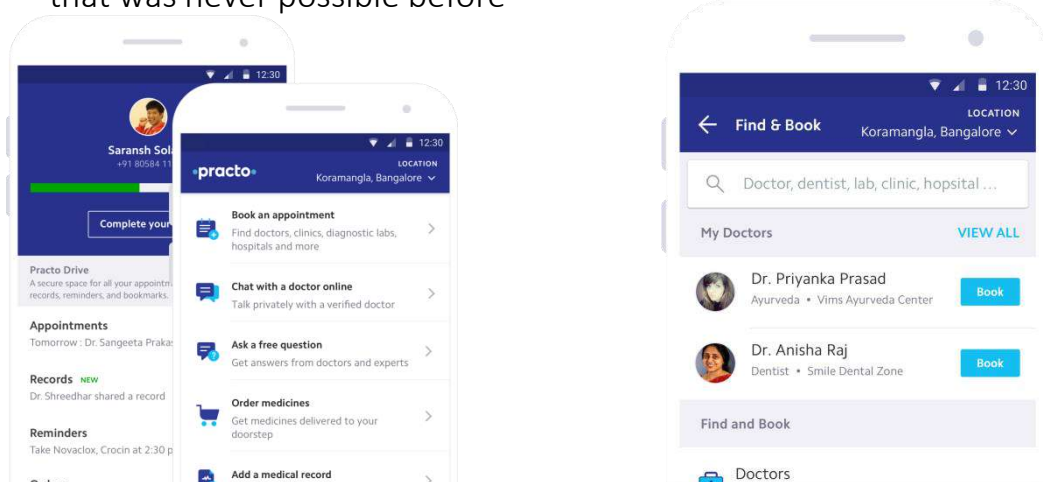 that was never possible before
12:30
Saransh Sol
+91 80584 11
Complete your
Practo Drive
A secure space for all your appointm
records, reminders, and bookmarks.
Appointments
Tomorrow : Dr. Sangeeta Praka
Records NEW
Dr. Shreedhar shared a record
Reminders
Take Novaclox, Crocin at 2:30 p
12:30
•practo•
LOCATION
Koramangla, Bangalore
Book an appointment
Find doctors, clinics, diagnostic labs,
hospitals and more
Chat with a doctor online
Talk privately with a verified doctor
Ask a free question
Get answers from doctors and experts
Order medicines
Get medicines delivered to your
doorstep
Add a medical record
12:30
Find & Book
LOCATION
Koramangla, Bangalore
Doctor, dentist, lab, clinic, hopsital ...
My Doctors
VIEW ALL
Dr. Priyanka Prasad
Ayurveda • Vims Ayurveda Center
Book
Dr. Anisha Raj
Dentist • Smile Dental Zone
Book
Find and Book
Doctors